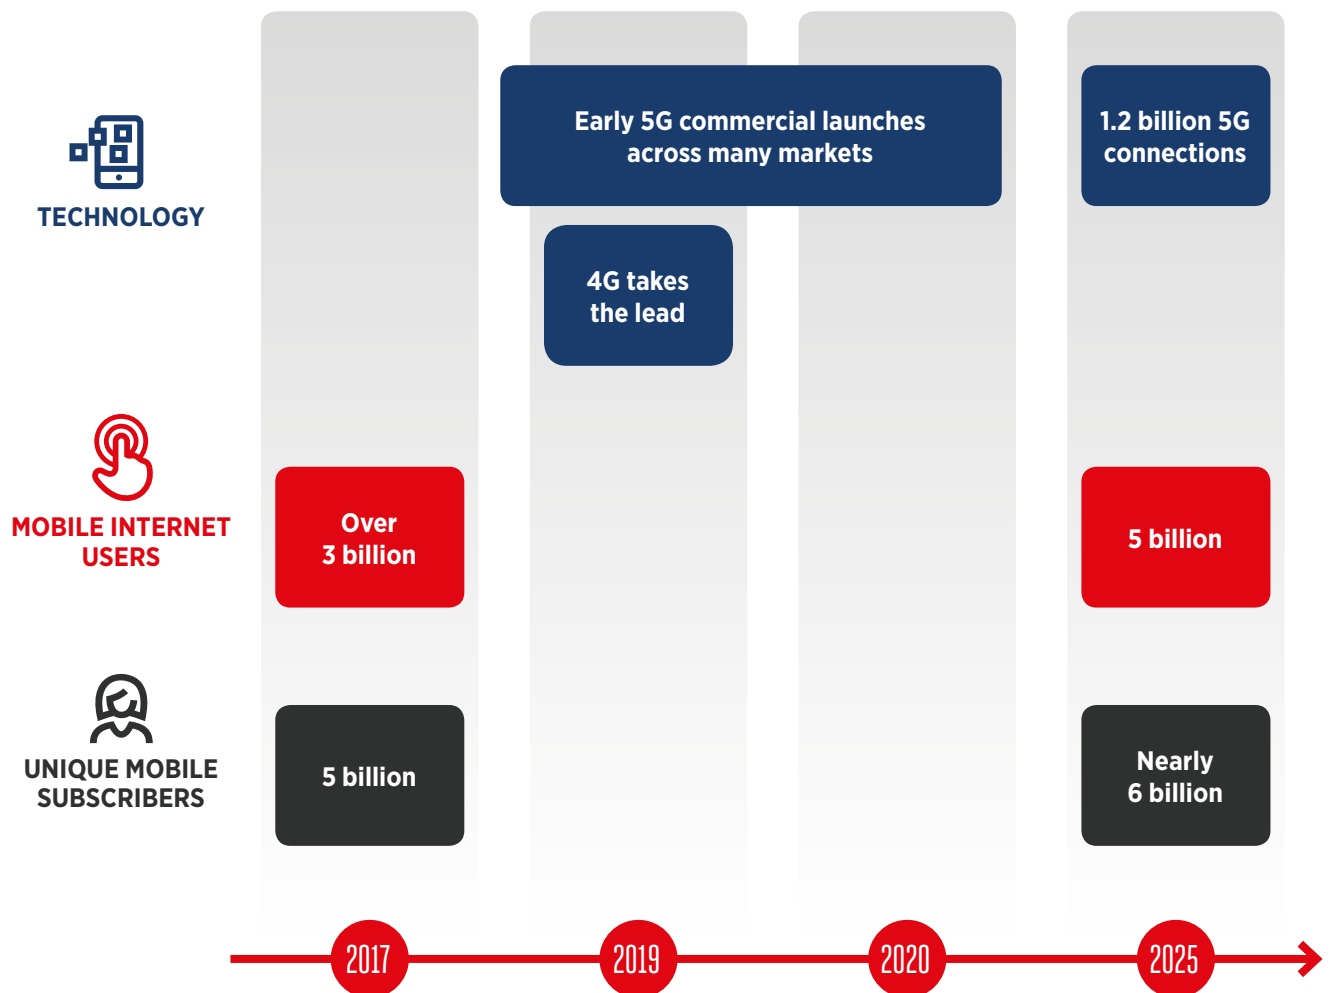 TECHNOLOGY
Early 5G commercial launches
across many markets
1.2 billion 5G
connections
4G takes
the lead
MOBILE INTERNET
USERS
Over
3 billion
5 billion
UNIQUE MOBILE
SUBSCRIBERS
5 billion
Nearly
6 billion
2017
2019
2020
2025